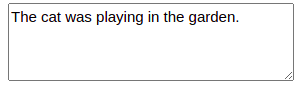 The cat was playing in the garden.